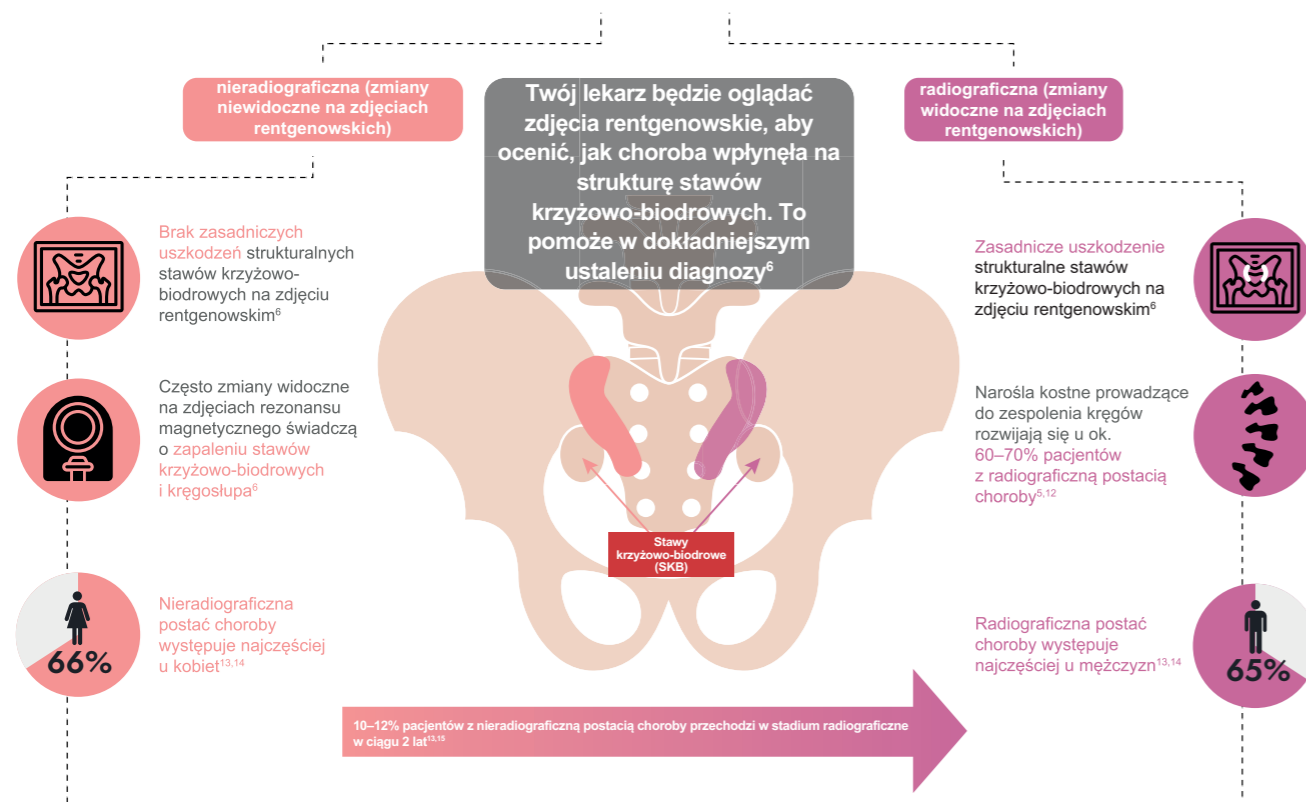 nieradiograficzna (zmiany
niewidoczne na zdjęciach
rentgenowskich)
Twój lekarz będzie oglądać
zdjęcia rentgenowskie, aby
ocenić, jak choroba wpłynęła na
strukturę stawów
krzyżowo-biodrowych. To
pomoże w dokładniejszym
ustaleniu diagnozy⁶
radiograficzna (zmiany
widoczne na zdjęciach
rentgenowskich)
Brak zasadniczych
uszkodzeń strukturalnych
stawów krzyżowo-
biodrowych na zdjęciu
rentgenowskim⁶
Zasadnicze uszkodzenie
strukturalne stawów
krzyżowo-biodrowych na
zdjęciu rentgenowskim⁶
Często zmiany widoczne
na zdjęciach rezonansu
magnetycznego świadczą
o zapaleniu stawów
krzyżowo-biodrowych
i kręgosłupa⁶
Narośla kostne prowadzące
do zespolenia kręgów
rozwijają się u ok.
60–70% pacjentów
z radiograficzną postacią
choroby⁵,¹²
Stawy
krzyżowo-biodrowe
(SKB)
66%
Nieradiograficzna
postać choroby
występuje najczęściej
u kobiet¹³,¹⁴
Radiograficzna postać
choroby występuje
najczęściej u mężczyzn¹³,¹⁴
65%
10–12% pacjentów z nieradiograficzną postacią choroby przechodzi w stadium radiograficzne
w ciągu 2 lat¹³,¹⁵